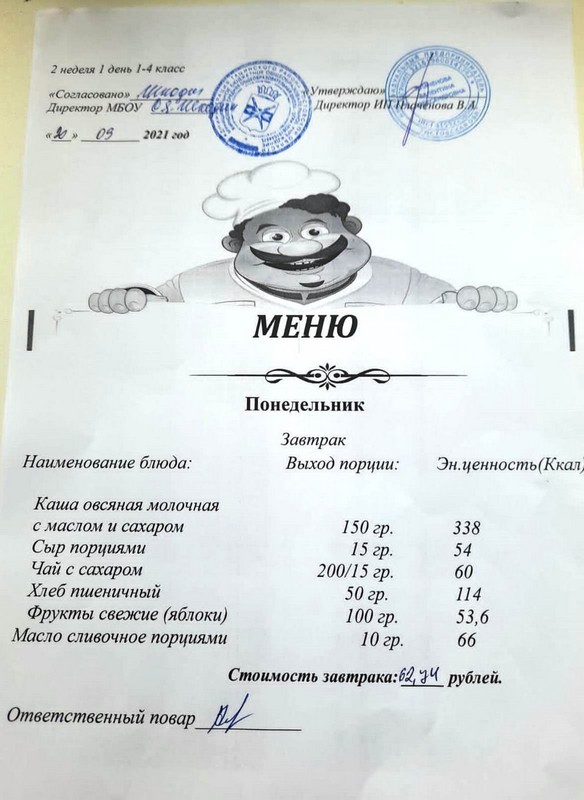 2 неделя 1 день 1-4 класс
«Согласовано» «Утверждаю»
Директор МБОУ Директор ИП Плаченова В.А.
«20» 09 2021 год
МЕНЮ
Понедельник
Завтрак
Наименование блюда: Выход порции: Эн.ценность(Ккал)
Каша овсяная молочная
с маслом и сахаром 150 гр. 338
Сыр порциями 15 гр. 54
Чай с сахаром 200/15 гр. 60
Хлеб пшеничный 50 гр. 114
Фрукты свежие (яблоки) 100 гр. 53,6
Масло сливочное порциями 10 гр. 66
Стоимость завтрака: 62,74 рублей.
Ответственный повар